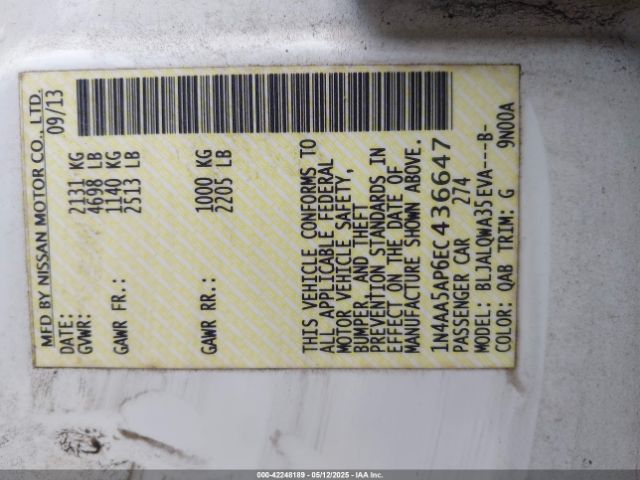 MFD BY NISSAN MOTOR CO., LTD.
DATE: 09/13
GVWR: 2131 KG
4698 LB
GAWR FR.: 1140 KG
2513 LB
GAWR RR.: 1000 KG
2205 LB
THIS VEHICLE CONFORMS TO
ALL APPLICABLE FEDERAL
MOTOR VEHICLE SAFETY,
BUMPER, AND THEFT
PREVENTION STANDARDS IN
EFFECT ON THE DATE OF
MANUFACTURE SHOWN ABOVE.
1N4AA5AP6EC436647
PASSENGER CAR 274
MODEL: BLJALQWA35EVA----B-
COLOR: QAB TRIM: G 9N00A
000-42248189 - 05/12/2025 - IAA Inc.